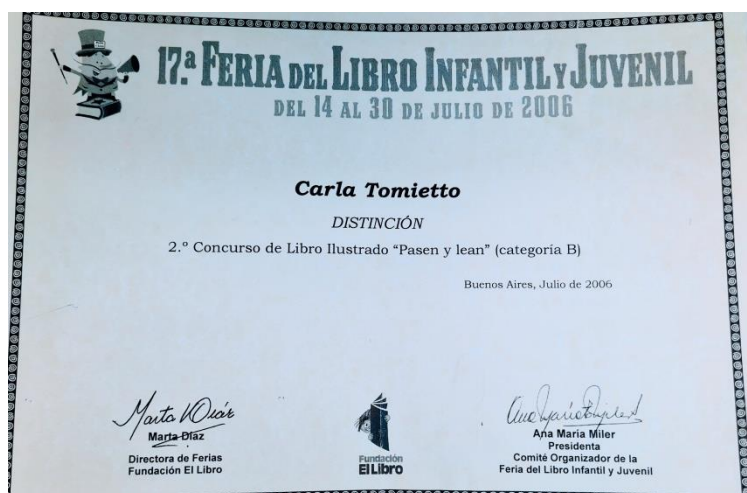 17.ª FERIA DEL LIBRO INFANTIL Y JUVENIL
DEL 14 AL 30 DE JULIO DE 2006
Carla Tomietto
DISTINCIÓN
2.º Concurso de Libro Ilustrado “Pasen y lean” (categoría B)
Buenos Aires, Julio de 2006
Marta Díaz
Directora de Ferias
Fundación El Libro
Fundación
El Libro
Ana María Miler
Presidenta
Comité Organizador de la
Feria del Libro Infantil y Juvenil